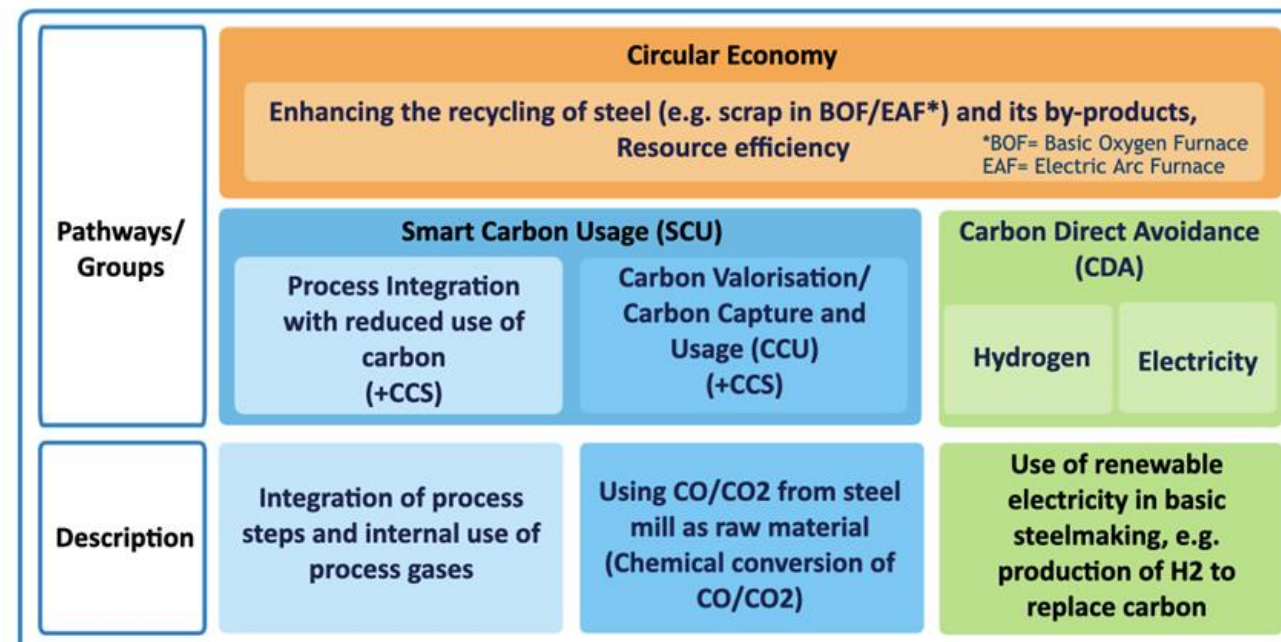 Circular Economy
Enhancing the recycling of steel (e.g. scrap in BOF/EAF*) and its by-products,
Resource efficiency
*BOF= Basic Oxygen Furnace
EAF= Electric Arc Furnace
Pathways/
Groups
Smart Carbon Usage (SCU)
Process Integration
with reduced use of
carbon
(+CCS)
Carbon Valorisation/
Carbon Capture and
Usage (CCU)
(+CCS)
Carbon Direct Avoidance
(CDA)
Hydrogen
Electricity
Description
Integration of process
steps and internal use of
process gases
Using CO/CO2 from steel
mill as raw material
(Chemical conversion of
CO/CO2)
Use of renewable
electricity in basic
steelmaking, e.g.
production of H2 to
replace carbon